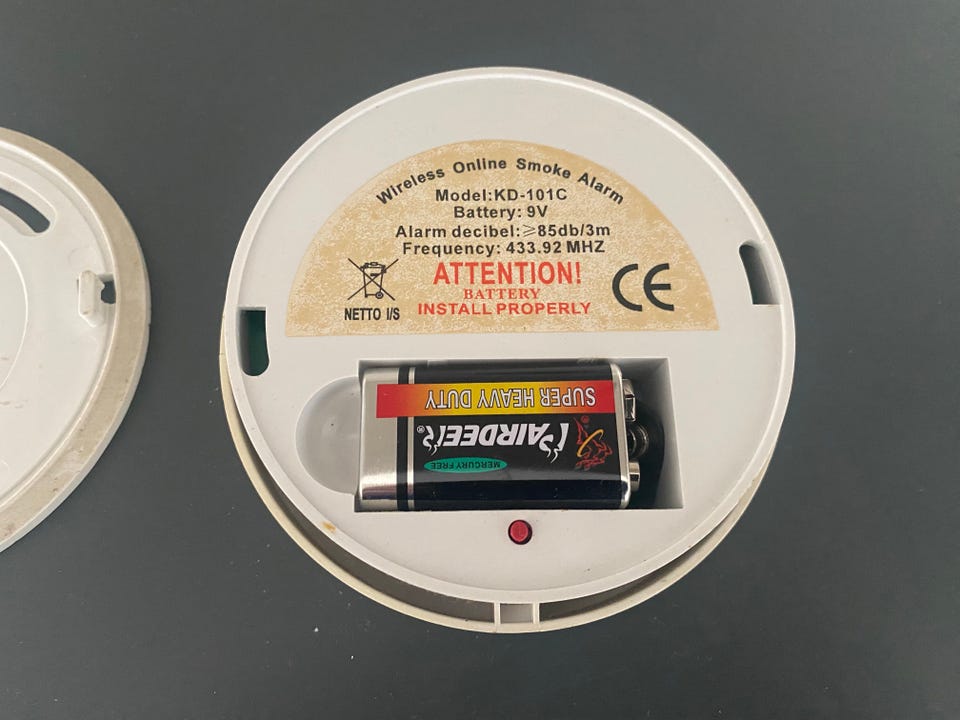 Wireless Online Smoke Alarm
Model:KD-101C
Battery: 9V
Alarm decibel:≥85db/3m
Frequency: 433.92 MHZ
ATTENTION!
BATTERY
INSTALL PROPERLY
NETTO I/S
CE
SUPER HEAVY DUTY
PAIRDEER®
MERCURY FREE